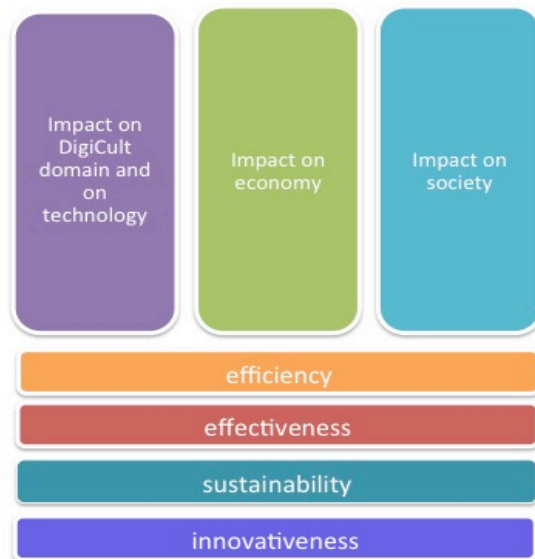 Impact on
DigiCult
domain and
on
technology
Impact on
economy
Impact on
society
efficiency
effectiveness
sustainability
innovativeness